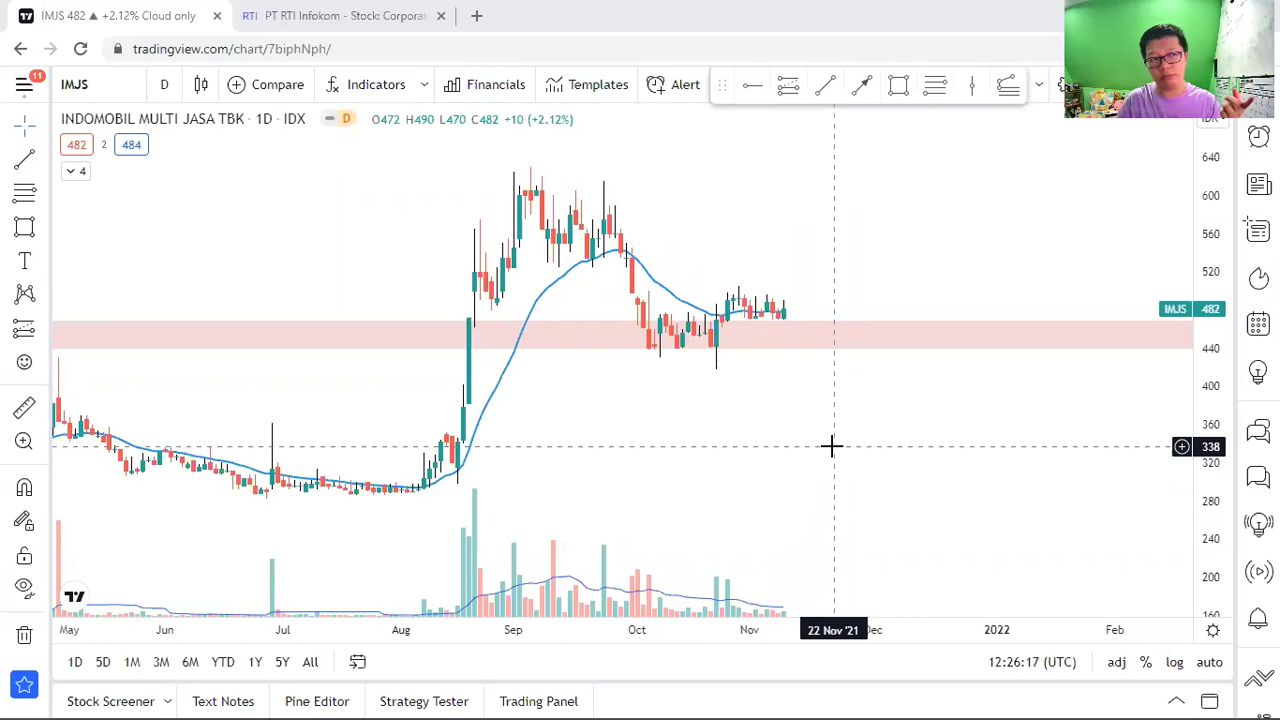 IMJS 482 ▲ +2.12% Cloud only
RTI PT RTI Infokom - Stock: Corporat
tradingview.com/chart/7biphNph/
11
IMJS D Compare Indicators Financials Templates Alert
INDOMOBIL MULTI JASA TBK · 1D · IDX D O472 H490 L470 C482 +10 (+2.12%)
482 2 484
4
640
600
560
520
IMJS 482
440
400
360
338
320
280
240
200
160
May Jun Jul Aug Sep Oct Nov 22 Nov '21 Dec 2022 Feb
1D 5D 1M 3M 6M YTD 1Y 5Y All 12:26:17 (UTC) adj % log auto
Stock Screener Text Notes Pine Editor Strategy Tester Trading Panel